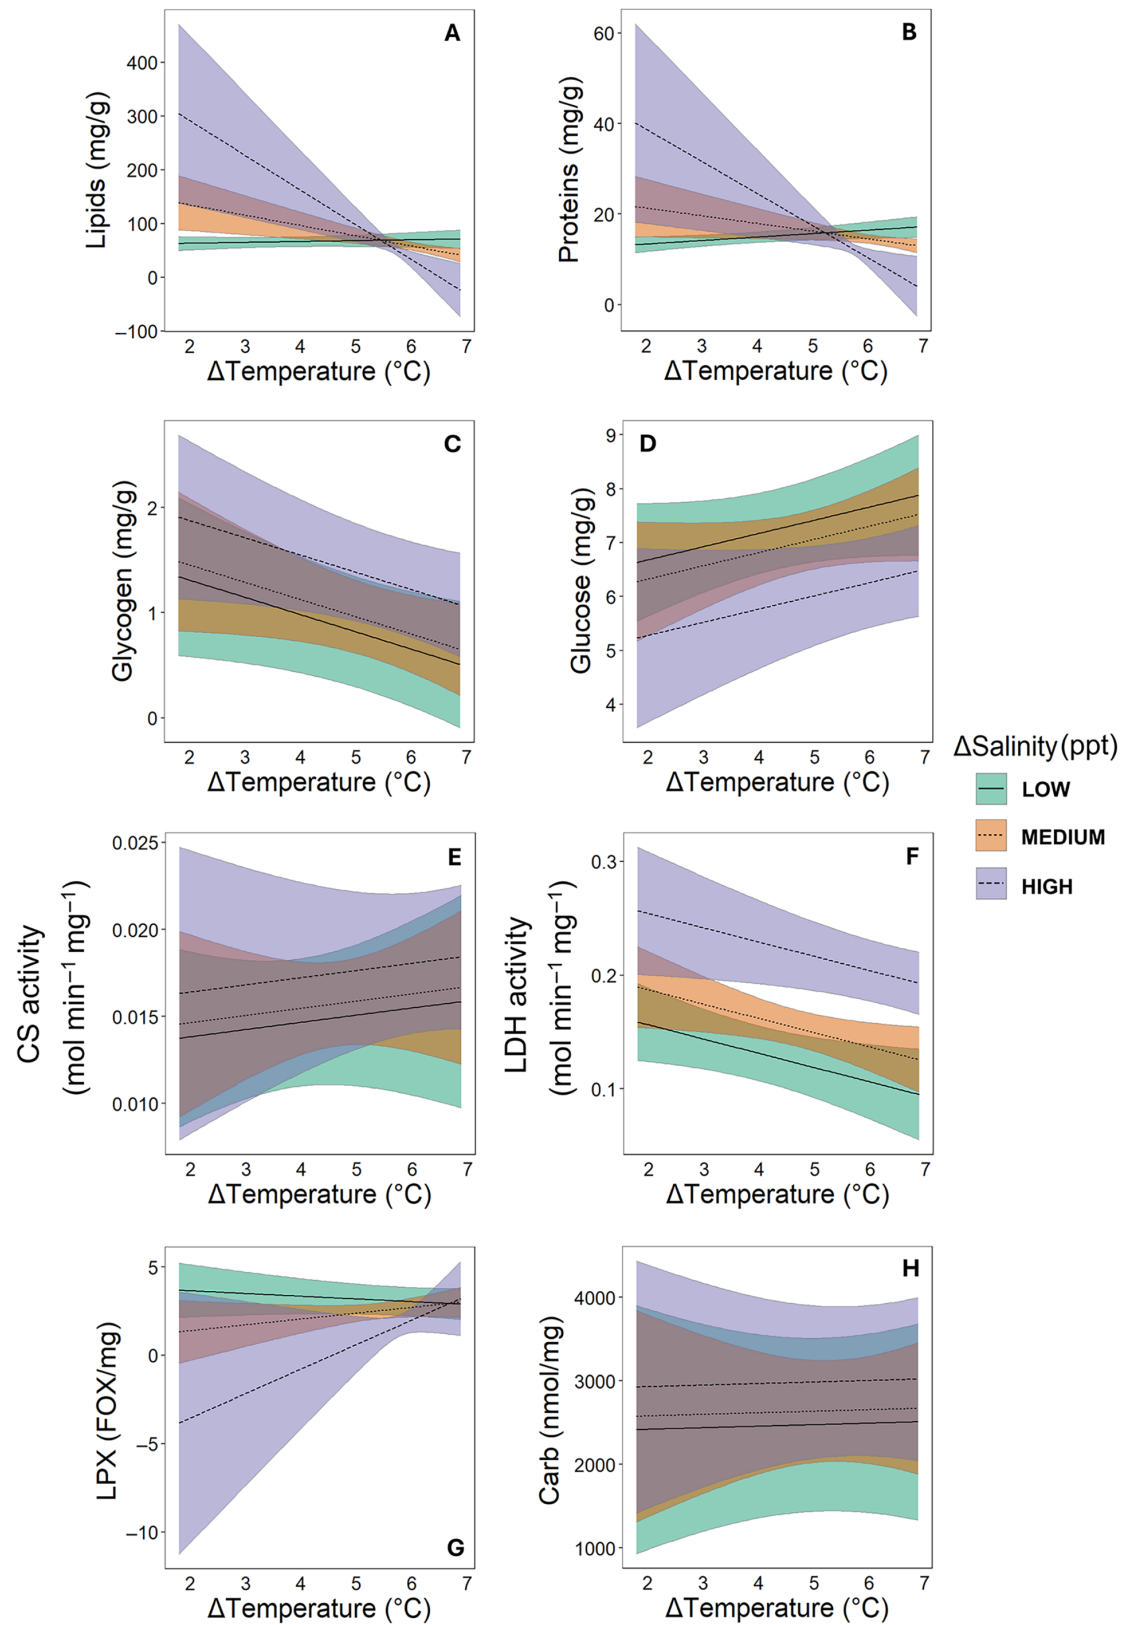 A
Lipids (mg/g)
400
300
200
100
0
−100
2 3 4 5 6 7
ΔTemperature (°C)
B
Proteins (mg/g)
60
40
20
0
2 3 4 5 6 7
ΔTemperature (°C)
C
Glycogen (mg/g)
2
1
0
2 3 4 5 6 7
ΔTemperature (°C)
D
Glucose (mg/g)
9
8
7
6
5
4
2 3 4 5 6 7
ΔTemperature (°C)
ΔSalinity (ppt)
LOW
MEDIUM
HIGH
E
CS activity
(mol min⁻¹ mg⁻¹)
0.025
0.020
0.015
0.010
2 3 4 5 6 7
ΔTemperature (°C)
F
LDH activity
(mol min⁻¹ mg⁻¹)
0.3
0.2
0.1
2 3 4 5 6 7
ΔTemperature (°C)
G
LPX (FOX/mg)
5
0
−5
−10
2 3 4 5 6 7
ΔTemperature (°C)
H
Carb (nmol/mg)
4000
3000
2000
1000
2 3 4 5 6 7
ΔTemperature (°C)